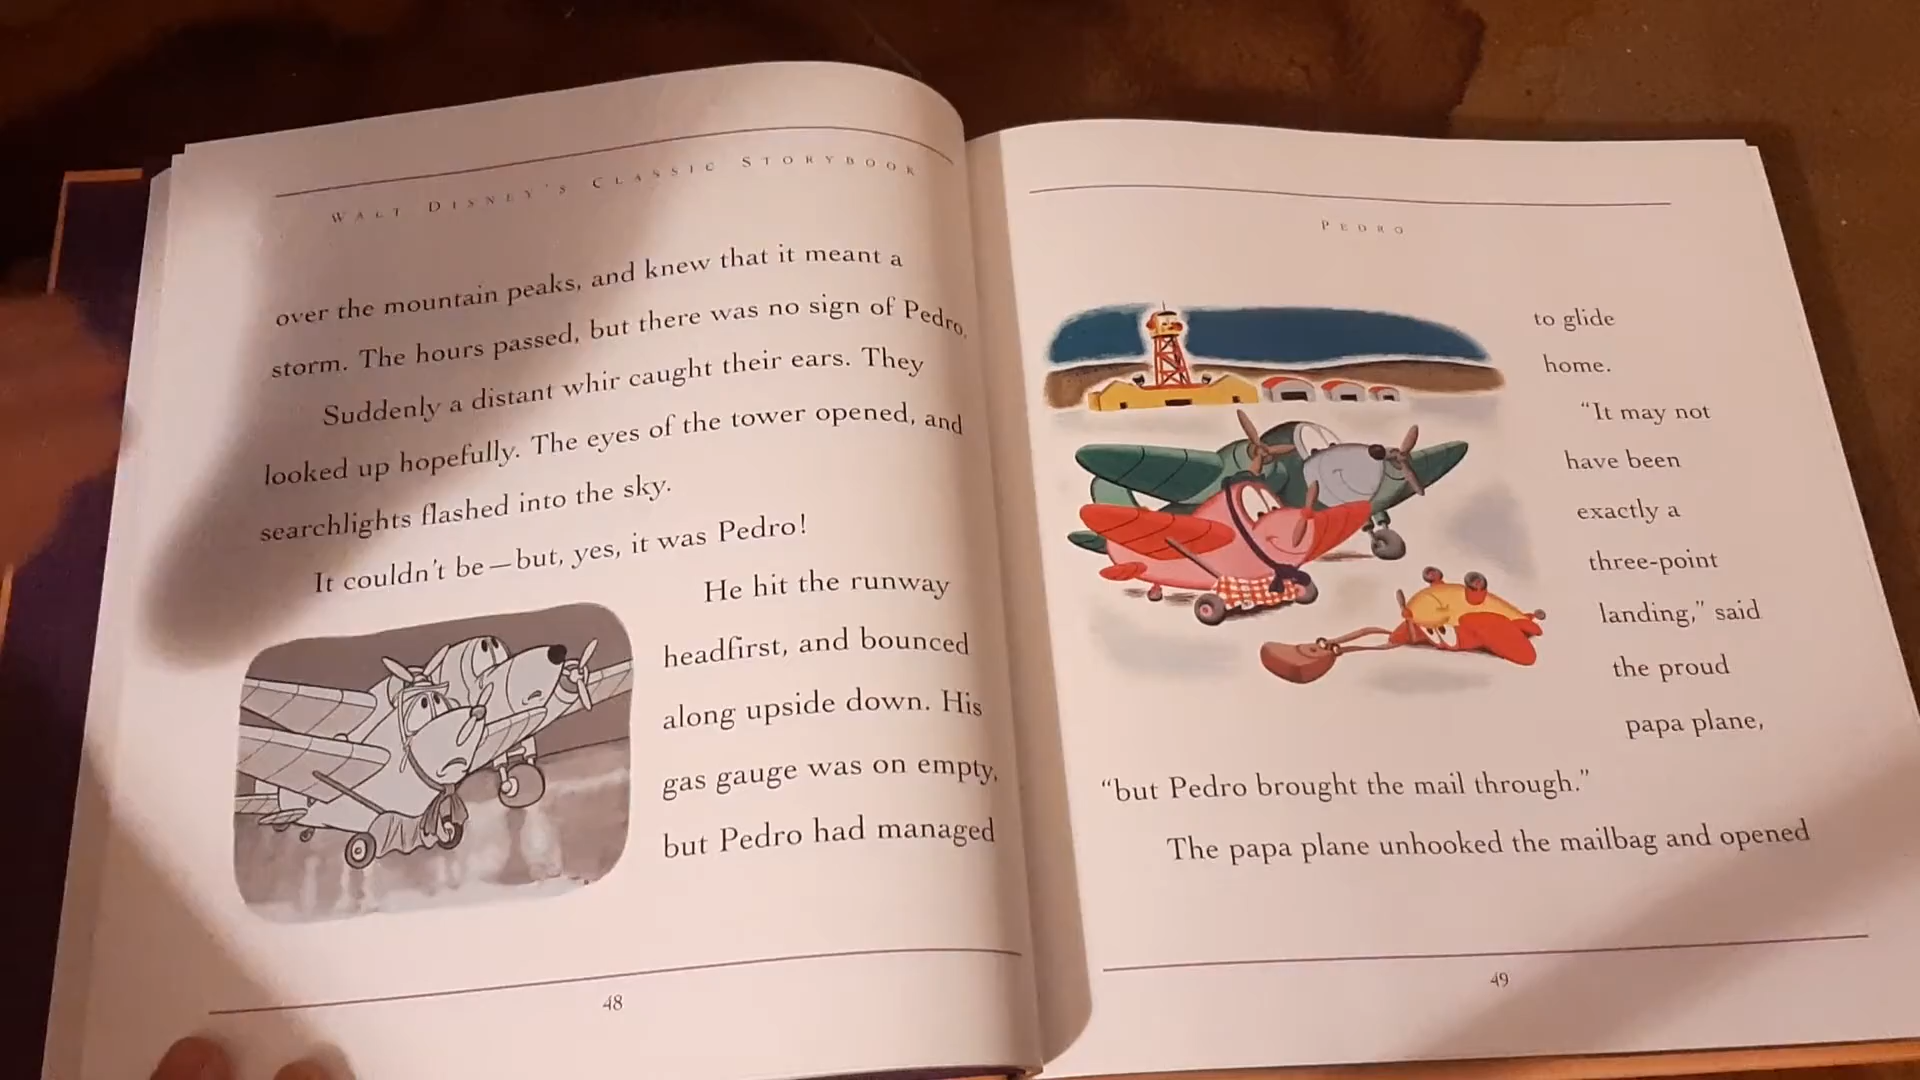 WALT DISNEY'S CLASSIC STORYBOOK
over the mountain peaks, and knew that it meant a
storm. The hours passed, but there was no sign of Pedro.
Suddenly a distant whir caught their ears. They
looked up hopefully. The eyes of the tower opened, and
searchlights flashed into the sky.
It couldn't be—but, yes, it was Pedro!
He hit the runway
headfirst, and bounced
along upside down. His
gas gauge was on empty,
but Pedro had managed
48
PEDRO
to glide
home.
“It may not
have been
exactly a
three-point
landing,” said
the proud
papa plane,
“but Pedro brought the mail through.”
The papa plane unhooked the mailbag and opened
49